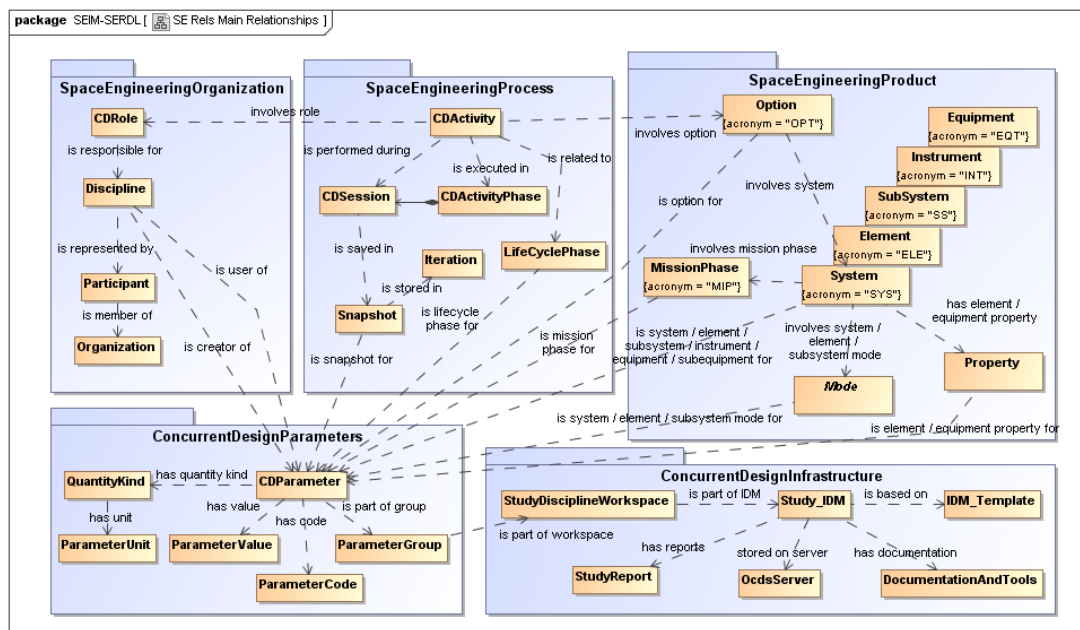 package SEIM-SERDL [ SE Rels Main Relationships ]
SpaceEngineeringOrganization
CDRole
is responsible for
Discipline
is represented by
Participant
is member of
Organization
is user of
is creator of
involves role
SpaceEngineeringProcess
CDActivity
is performed during
is executed in
is related to
CDSession
CDActivityPhase
is saved in
Iteration
LifeCyclePhase
is stored in
Snapshot
is lifecycle
phase for
is snapshot for
SpaceEngineeringProduct
Option
{acronym = "OPT"}
involves option
Equipment
{acronym = "EQT"}
Instrument
{acronym = "INT"}
SubSystem
{acronym = "SS"}
Element
{acronym = "ELE"}
System
{acronym = "SYS"}
involves system
is option for
involves mission phase
MissionPhase
{acronym = "MIP"}
has element /
equipment property
is mission
phase for
is system / element /
subsystem / instrument /
equipment / subequipment for
involves system /
element /
subsystem mode
Property
Mode
is system / element / subsystem mode for
is element / equipment property for
ConcurrentDesignParameters
QuantityKind
has quantity kind
CDParameter
has unit
has value
has code
is part of group
ParameterUnit
ParameterValue
ParameterGroup
ParameterCode
ConcurrentDesignInfrastructure
StudyDisciplineWorkspace
is part of IDM
Study_IDM
is based on
IDM_Template
is part of workspace
has reports
stored on server
has documentation
StudyReport
OcdsServer
DocumentationAndTools